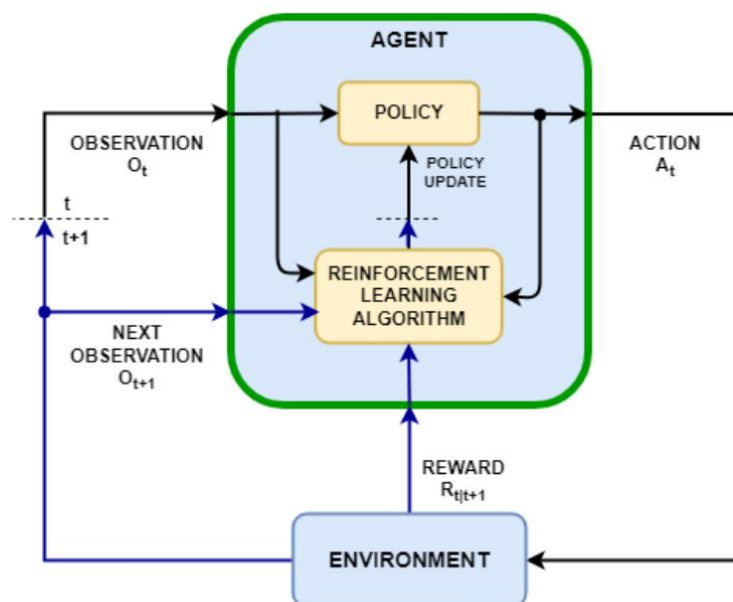 AGENT
POLICY
OBSERVATION
Oₜ
ACTION
Aₜ
POLICY
UPDATE
t
t+1
REINFORCEMENT
LEARNING
ALGORITHM
NEXT
OBSERVATION
Oₜ₊₁
REWARD
Rₜ|ₜ₊₁
ENVIRONMENT